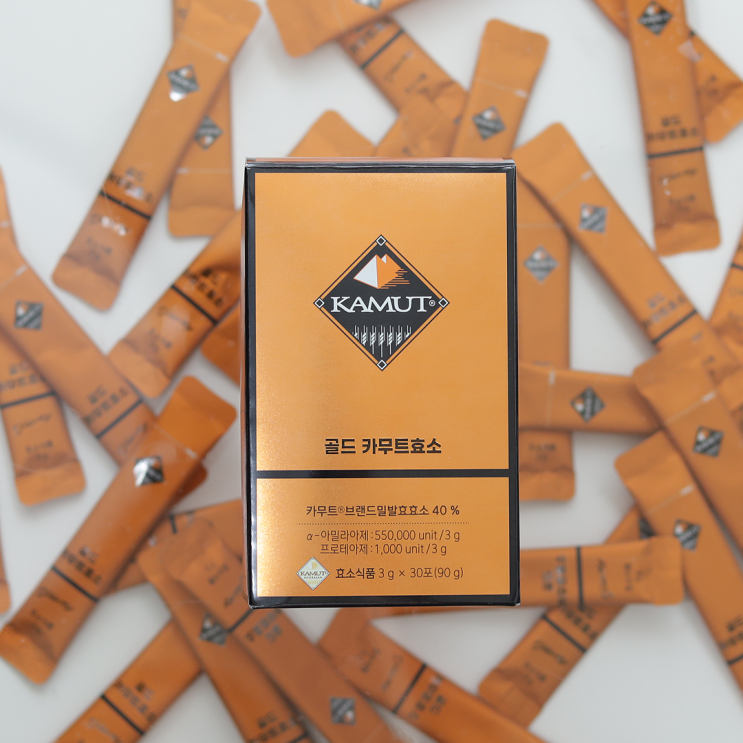 KAMUT®
골드 카무트효소
카무트®브랜드밀발효효소 40 %
α-아밀라아제:550,000 unit/3 g
프로테아제:1,000 unit/3 g
KAMUT
효소식품 3 g × 30포(90 g)